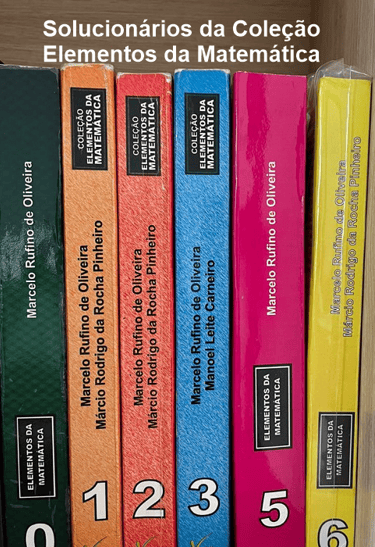 Solucionários da Coleção
Elementos da Matemática
Marcelo Rufino de Oliveira
ELEMENTOS DA
MATEMÁTICA
0
COLEÇÃO
ELEMENTOS DA
MATEMÁTICA
Marcelo Rufino de Oliveira
Márcio Rodrigo da Rocha Pinheiro
1
COLEÇÃO
ELEMENTOS DA
MATEMÁTICA
Marcelo Rufino de Oliveira
Márcio Rodrigo da Rocha Pinheiro
2
COLEÇÃO
ELEMENTOS DA
MATEMÁTICA
Marcelo Rufino de Oliveira
Manoel Leite Carneiro
3
Marcelo Rufino de Oliveira
ELEMENTOS DA
MATEMÁTICA
5
Marcelo Rufino de Oliveira
Márcio Rodrigo da Rocha Pinheiro
ELEMENTOS DA
MATEMÁTICA
6